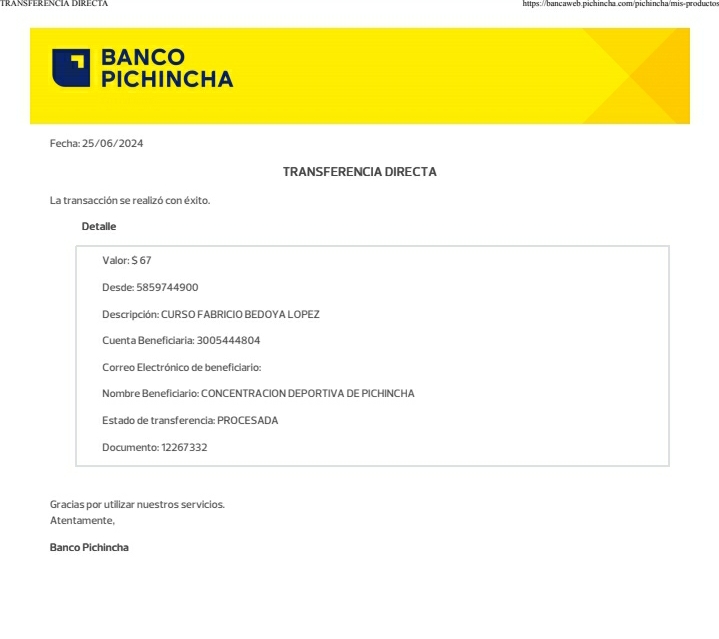 TRANSFERENCIA DIRECTA https://bancaweb.pichincha.com/pichincha/mis-productos
BANCO
PICHINCHA
Fecha: 25/06/2024
TRANSFERENCIA DIRECTA
La transacción se realizó con éxito.
Detalle
Valor: $ 67
Desde: 5859744900
Descripción: CURSO FABRICIO BEDOYA LOPEZ
Cuenta Beneficiaria: 3005444804
Correo Electrónico de beneficiario:
Nombre Beneficiario: CONCENTRACION DEPORTIVA DE PICHINCHA
Estado de transferencia: PROCESADA
Documento: 12267332
Gracias por utilizar nuestros servicios.
Atentamente,
Banco Pichincha